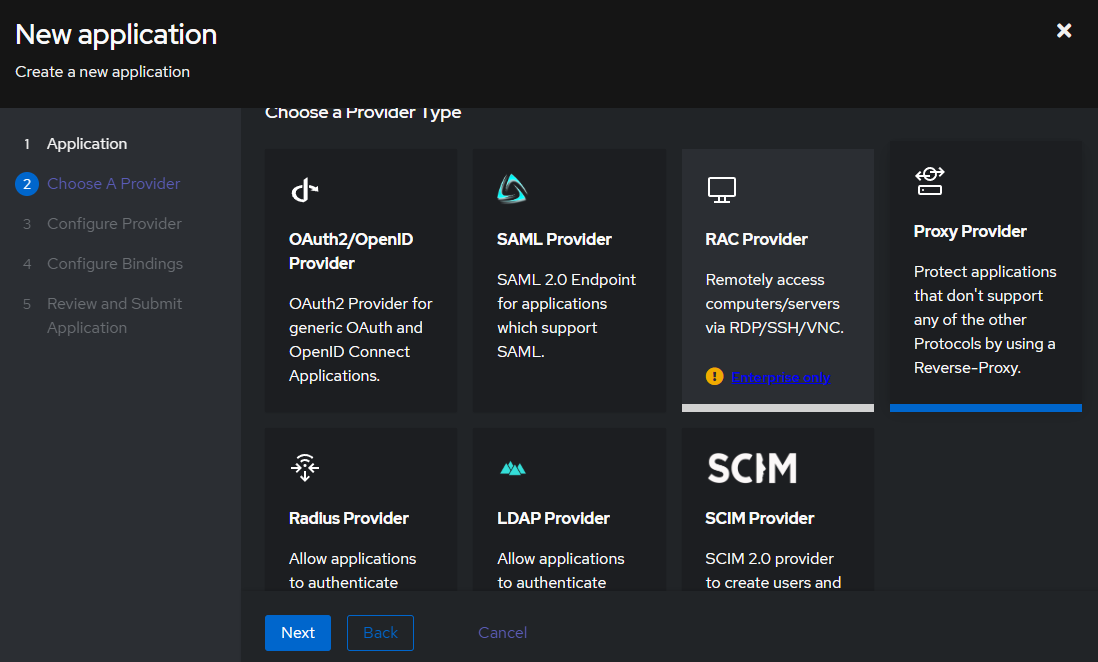 New application
Create a new application
1 Application
2 Choose A Provider
3 Configure Provider
4 Configure Bindings
5 Review and Submit
Application
Choose a Provider Type
OAuth2/OpenID
Provider
OAuth2 Provider for
generic OAuth and
OpenID Connect
Applications.
SAML Provider
SAML 2.0 Endpoint
for applications
which support
SAML.
RAC Provider
Remotely access
computers/servers
via RDP/SSH/VNC.
Enterprise only
Proxy Provider
Protect applications
that don't support
any of the other
Protocols by using a
Reverse-Proxy.
Radius Provider
Allow applications
to authenticate
LDAP Provider
Allow applications
to authenticate
SCIM
SCIM Provider
SCIM 2.0 provider
to create users and
Next
Back
Cancel